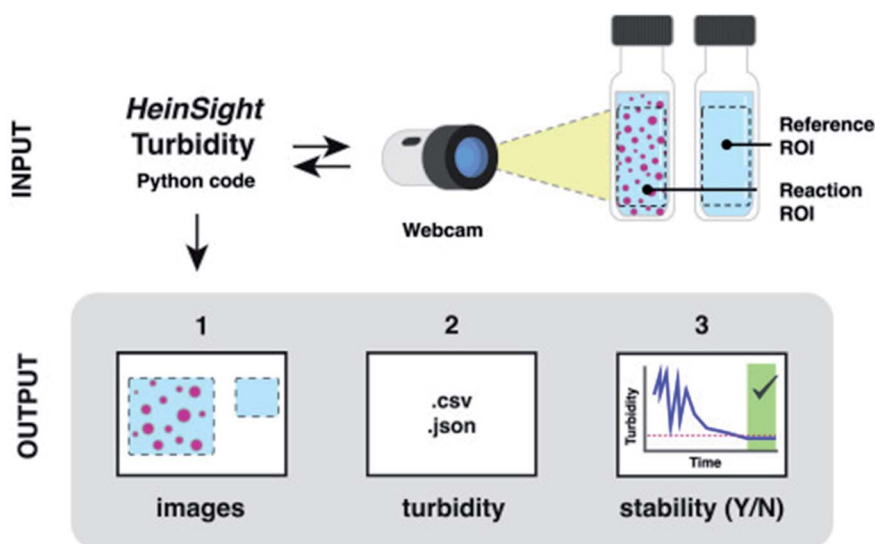 INPUT
HeinSight
Turbidity
Python code
Webcam
Reference
ROI
Reaction
ROI
OUTPUT
1
2
3
.csv
.json
Turbidity
Time
images
turbidity
stability (Y/N)